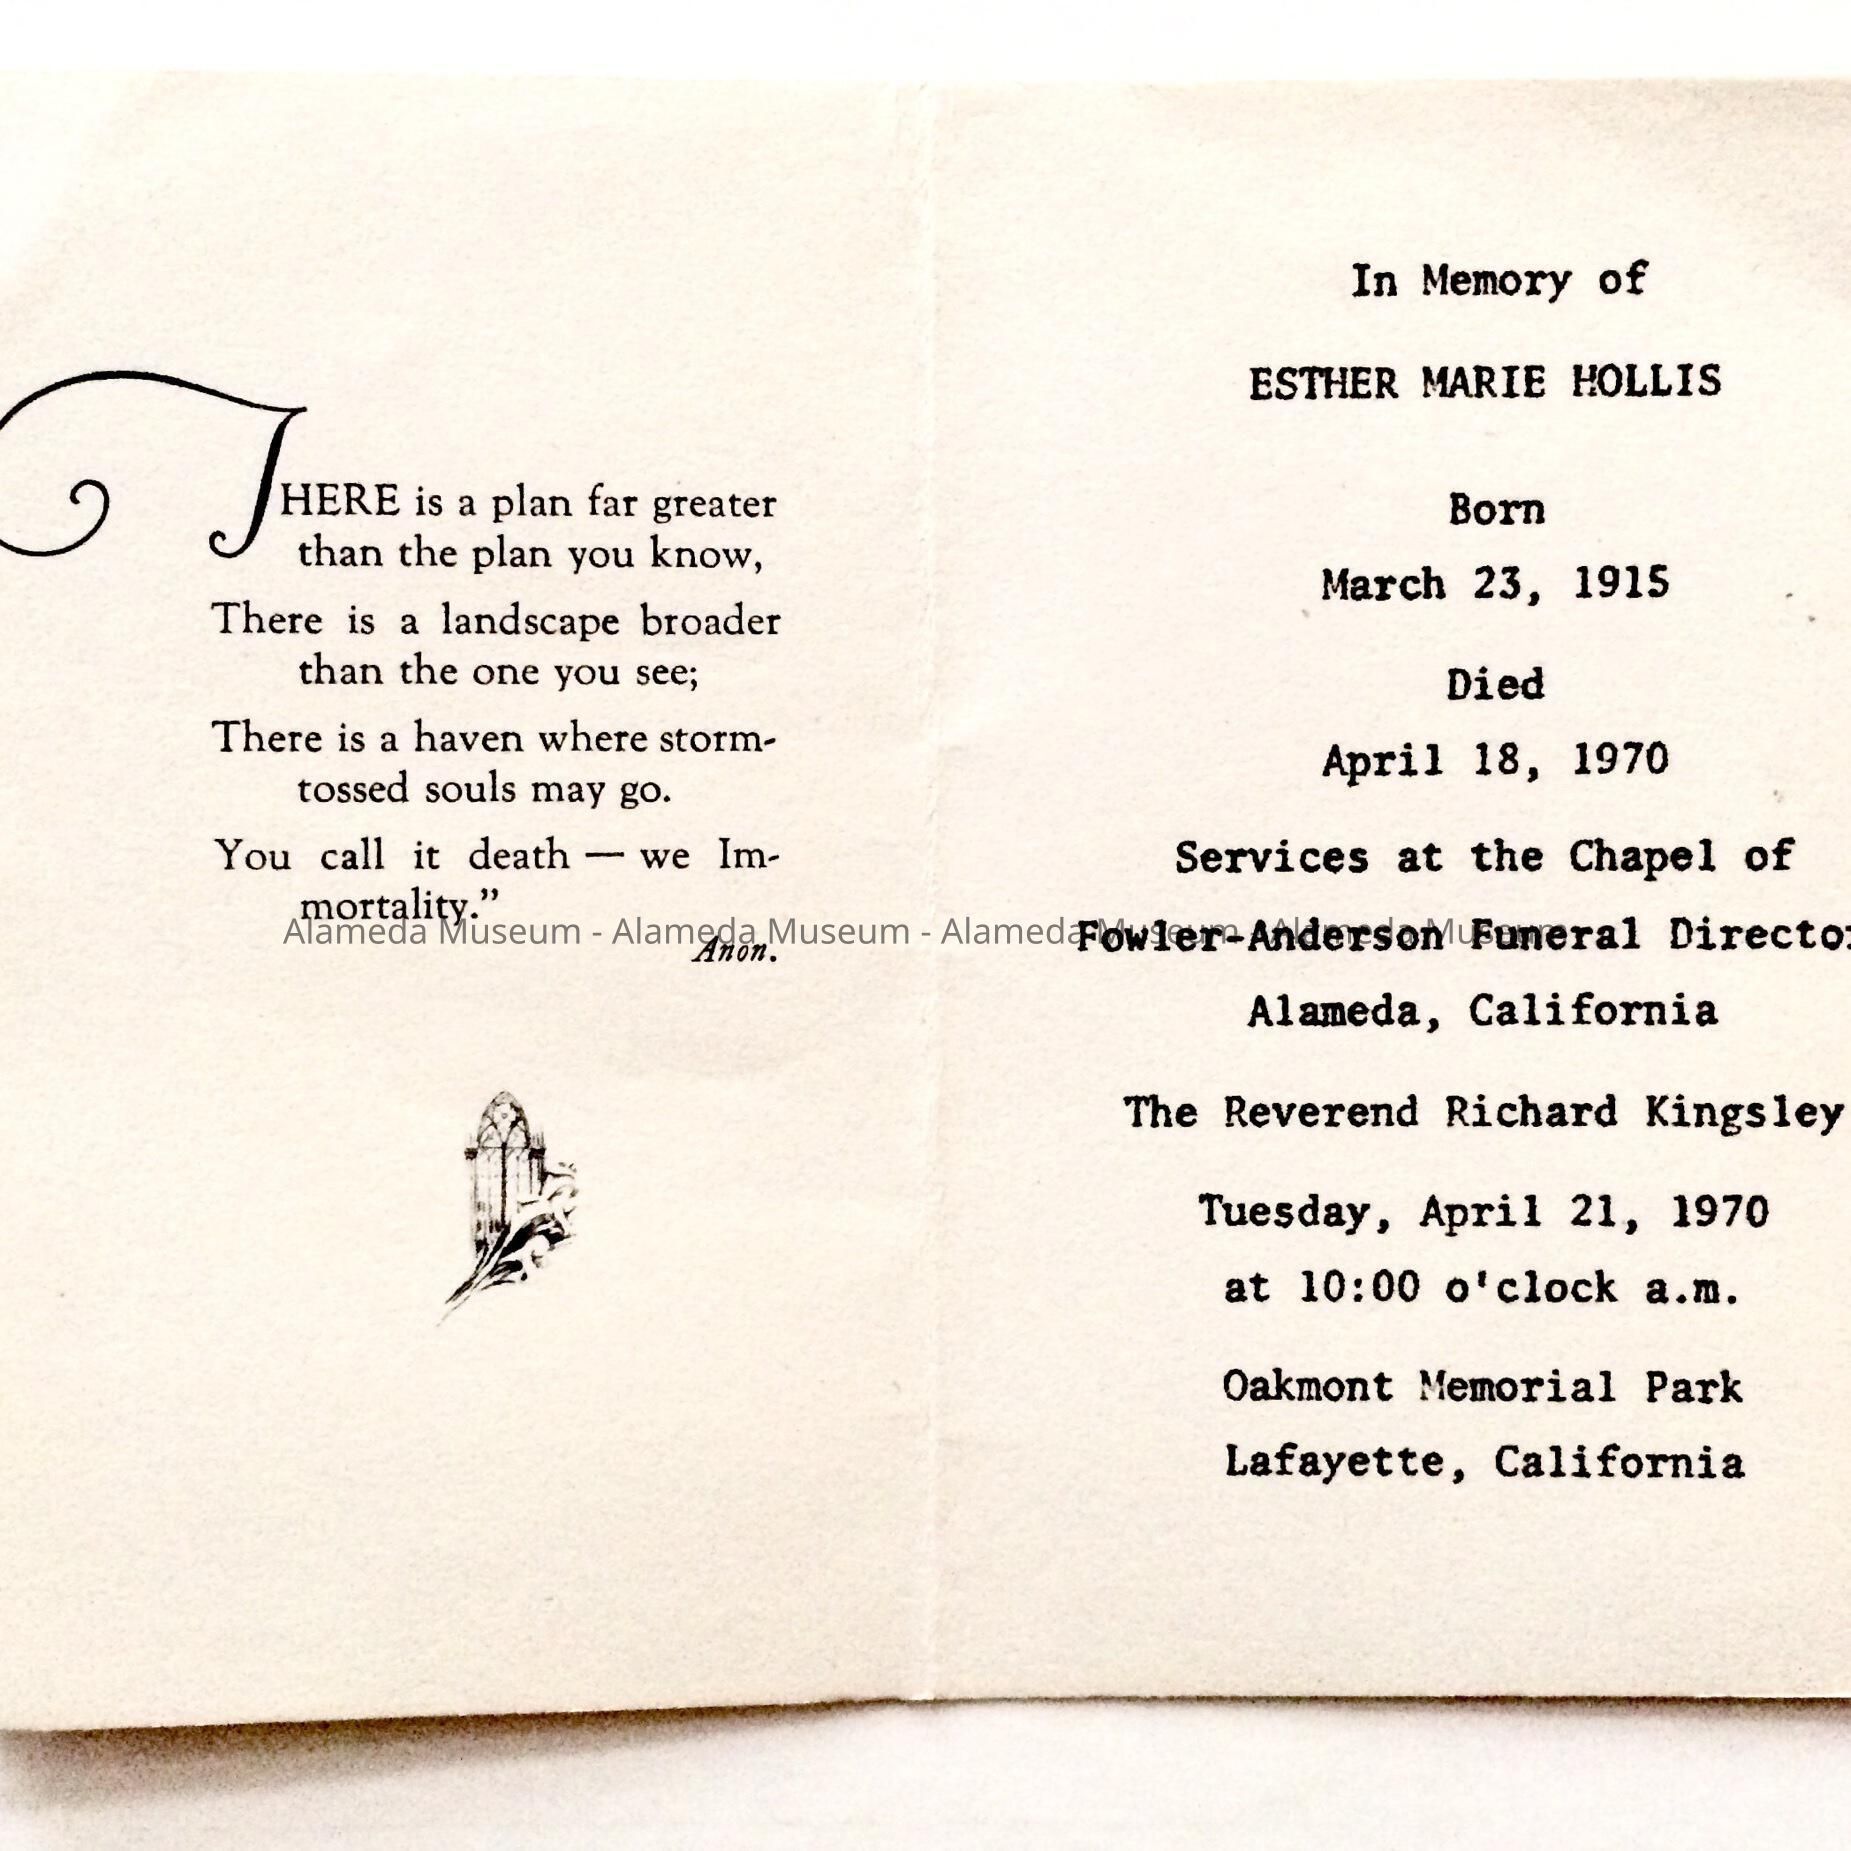 THERE is a plan far greater
than the plan you know,
There is a landscape broader
than the one you see;
There is a haven where storm-
tossed souls may go.
You call it death — we Im-
mortality.”
Anon.
Alameda Museum - Alameda Museum - Alameda Museum - Alameda Museum
In Memory of
ESTHER MARIE HOLLIS
Born
March 23, 1915
Died
April 18, 1970
Services at the Chapel of
Fowler-Anderson Funeral Director
Alameda, California
The Reverend Richard Kingsley
Tuesday, April 21, 1970
at 10:00 o'clock a.m.
Oakmont Memorial Park
Lafayette, California